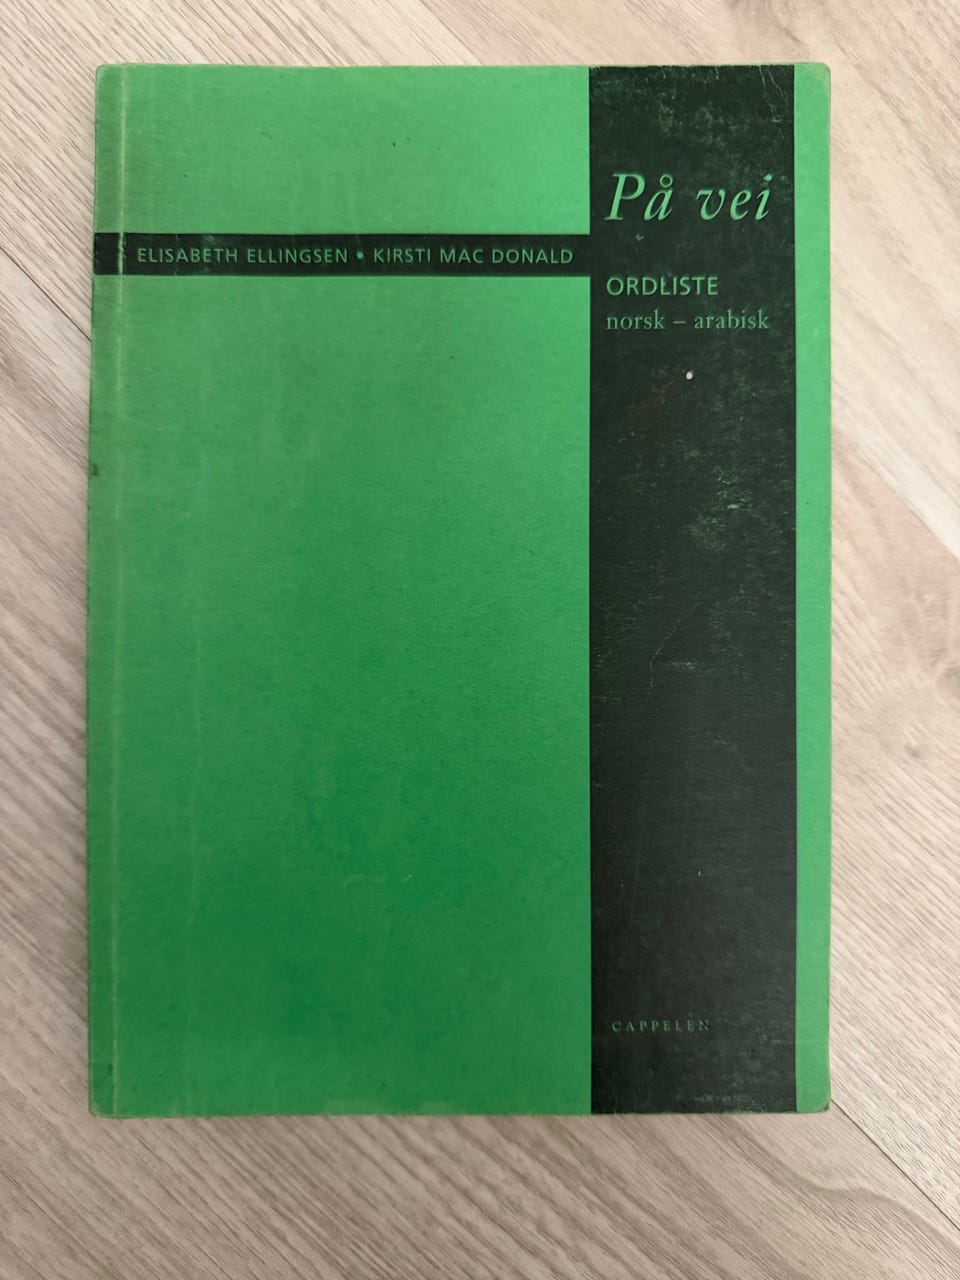 På vei
ELISABETH ELLINGSEN • KIRSTI MAC DONALD
ORDLISTE
norsk – arabisk
CAPPELEN